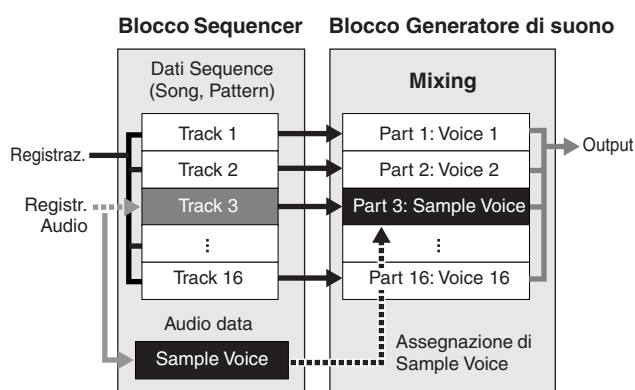 Blocco Sequencer
Blocco Generatore di suono
Dati Sequence
(Song, Pattern)
Mixing
Registraz.
Track 1
Part 1: Voice 1
Output
Track 2
Part 2: Voice 2
Registr.
Audio
Track 3
Part 3: Sample Voice
⋮
⋮
Track 16
Part 16: Voice 16
Audio data
Sample Voice
Assegnazione di
Sample Voice